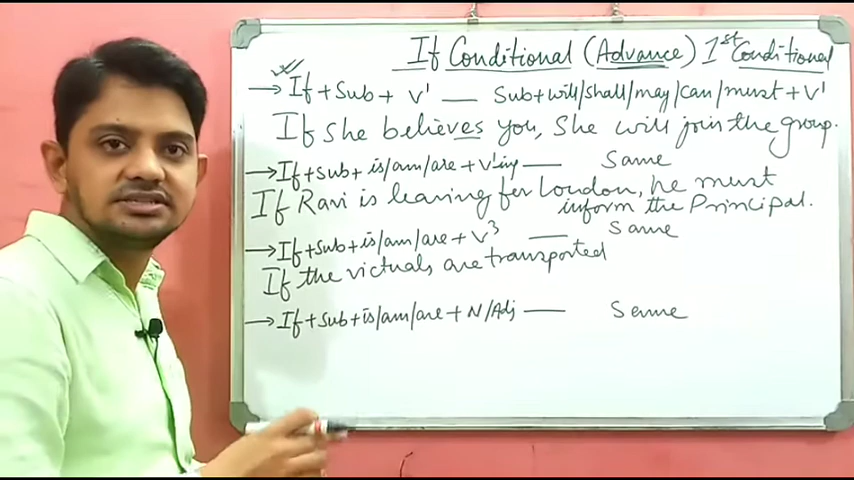 If Conditional (Advance) 1st Conditional
→ If + Sub + V¹ — Sub + will/shall/may/can/must + V¹
If She believes you, She will join the group.
→ If + Sub + is/am/are + V¹ing — Same
If Ravi is leaving for London, he must
inform the Principal.
→ If + Sub + is/am/are + V³ — Same
If the victuals are transported
→ If + Sub + is/am/are + N/Adj — Same